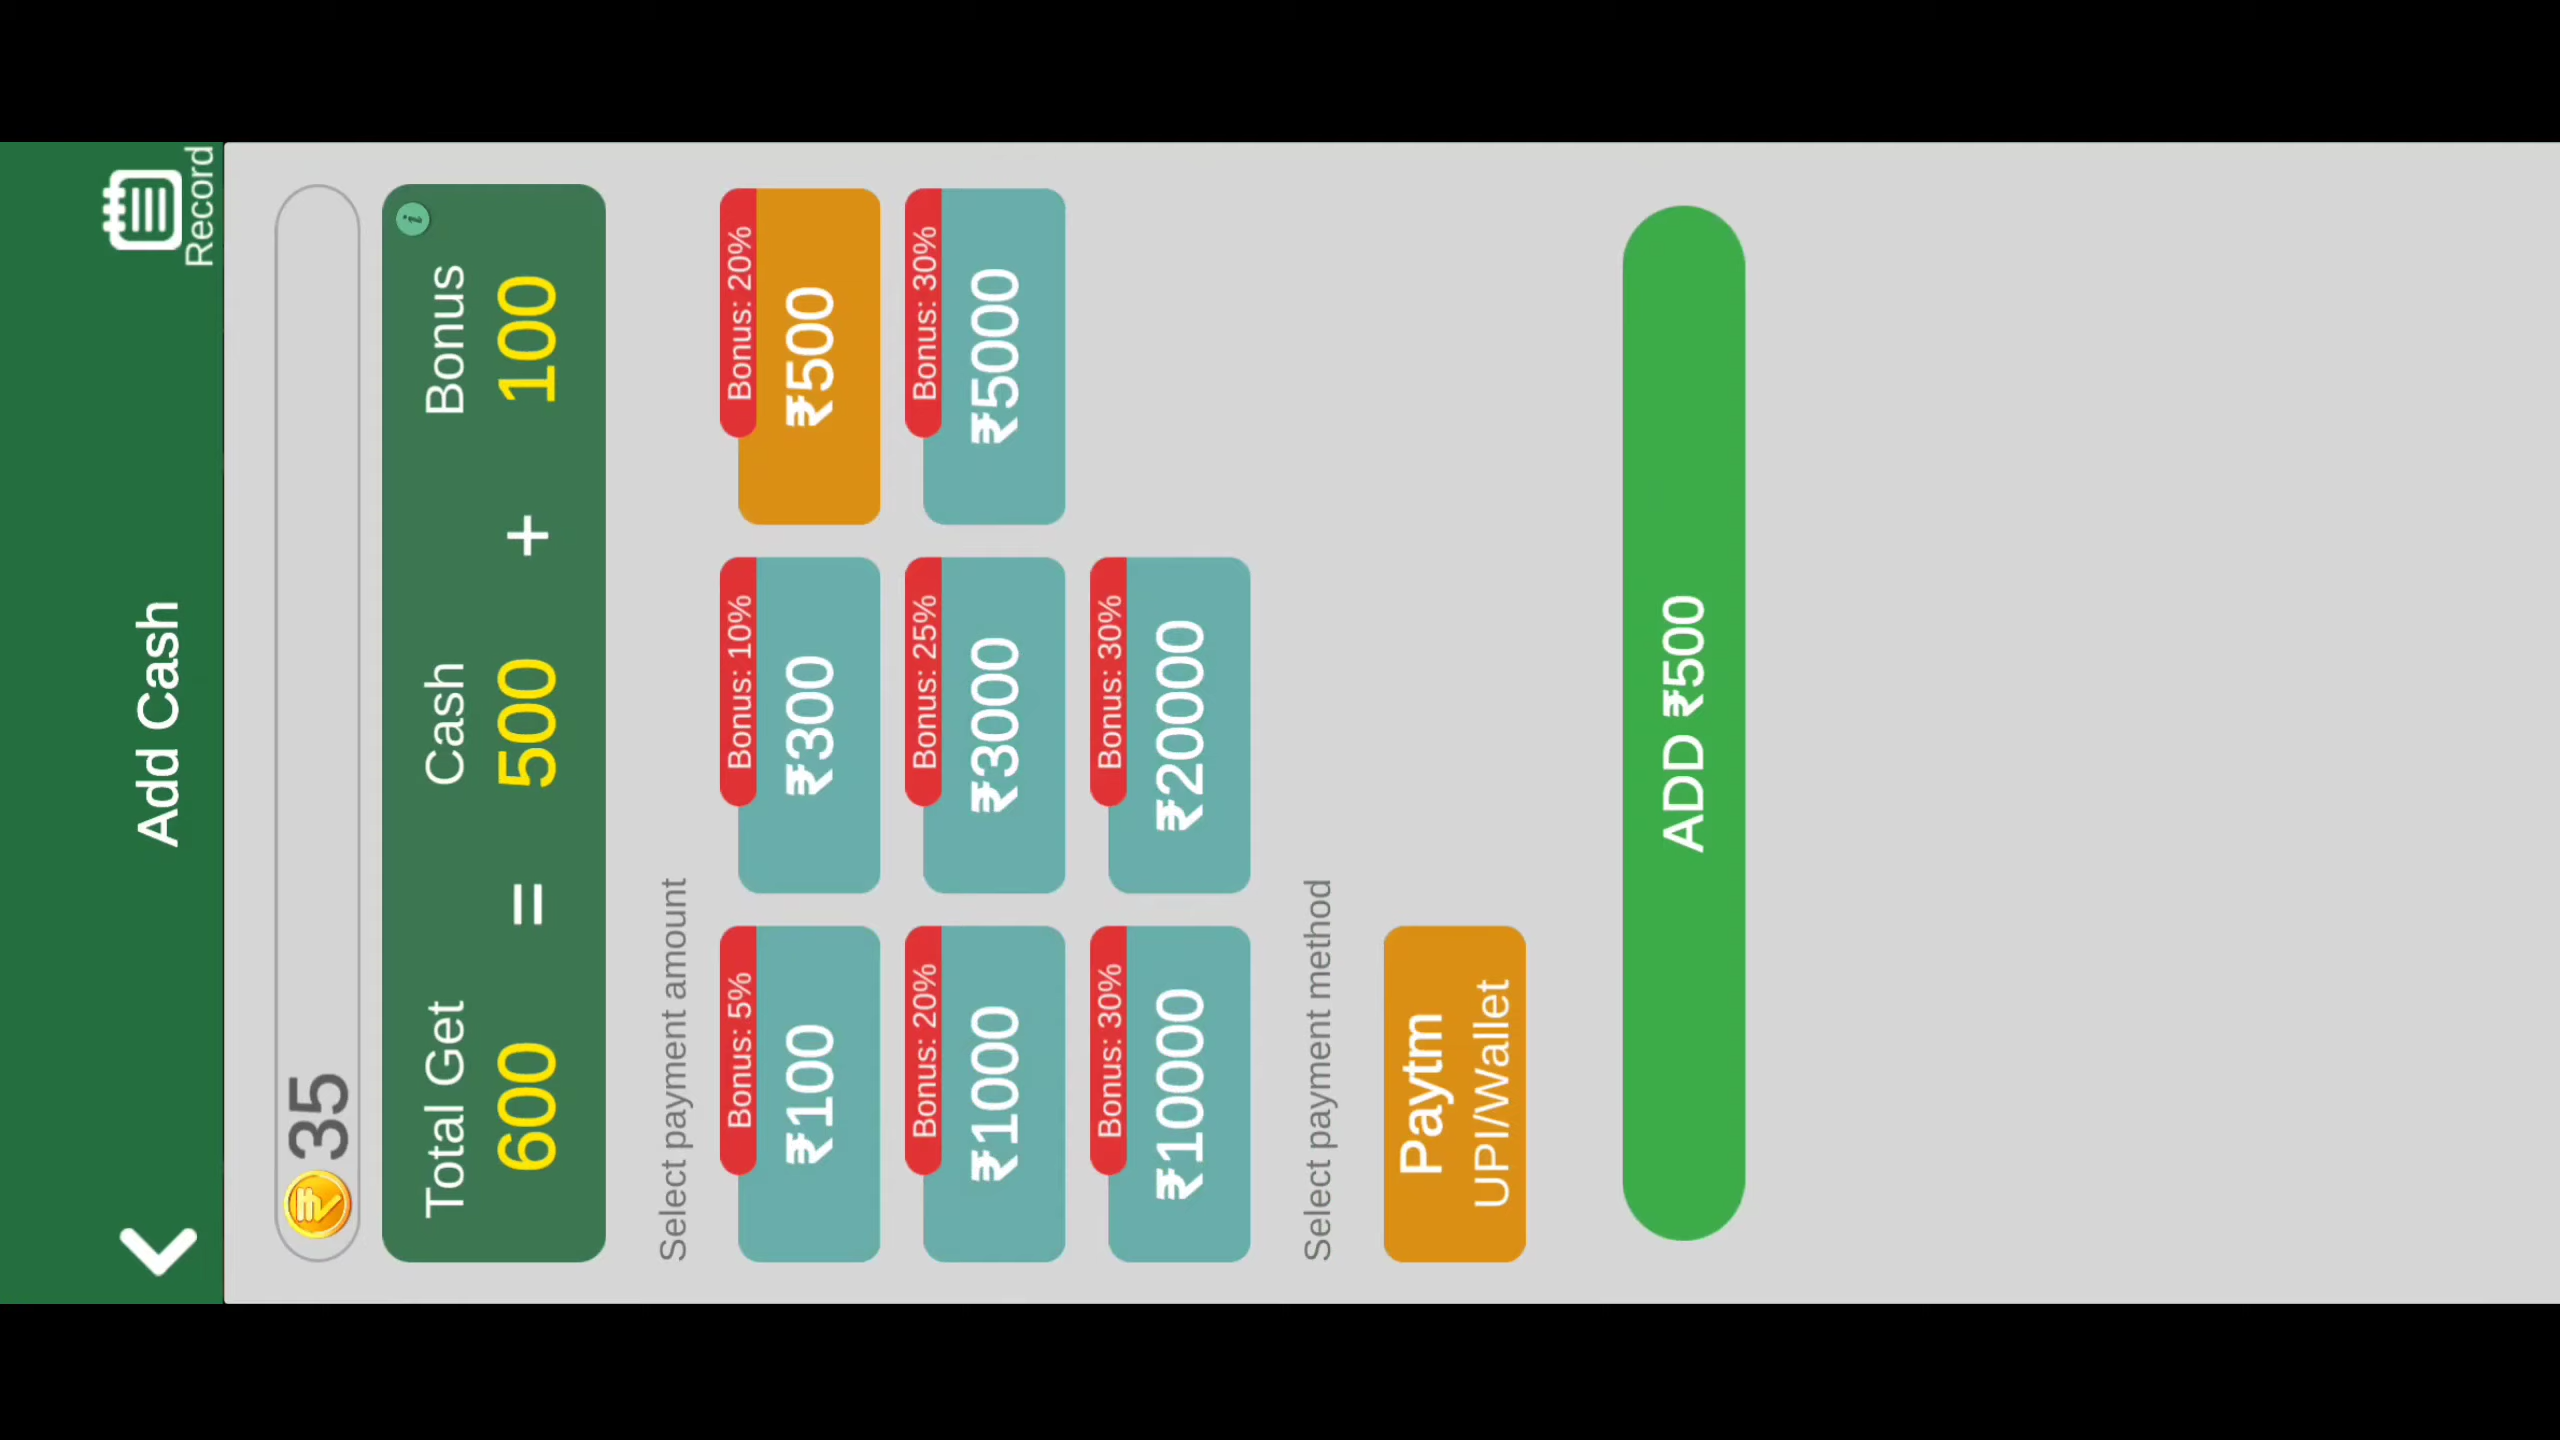 Add Cash
Record
35
Total Get Cash Bonus
600 = 500 + 100
Select payment amount
Bonus: 5% Bonus: 10% Bonus: 20%
₹100 ₹300 ₹500
Bonus: 20% Bonus: 25% Bonus: 30%
₹1000 ₹3000 ₹5000
Bonus: 30% Bonus: 30%
₹10000 ₹20000
Select payment method
Paytm
UPI/Wallet
ADD ₹500